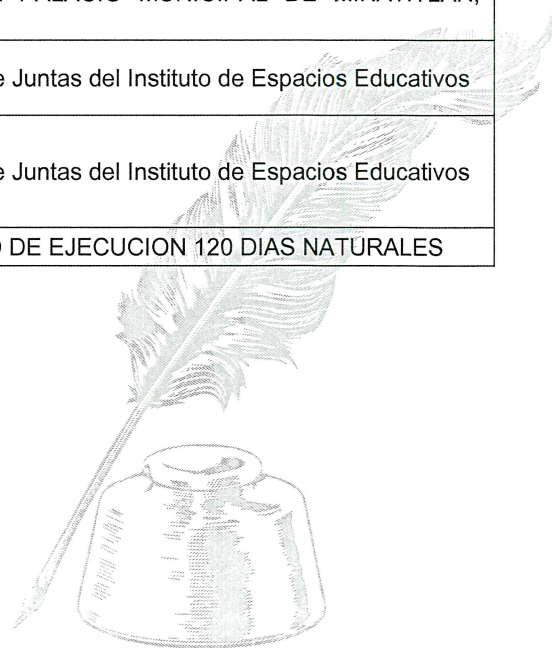 PALACIO MUNICIPAL DE
e Juntas del Instituto de Espacios Educativos
e Juntas del Instituto de Espacios Educativos
DE EJECUCION 120 DIAS NATURALES